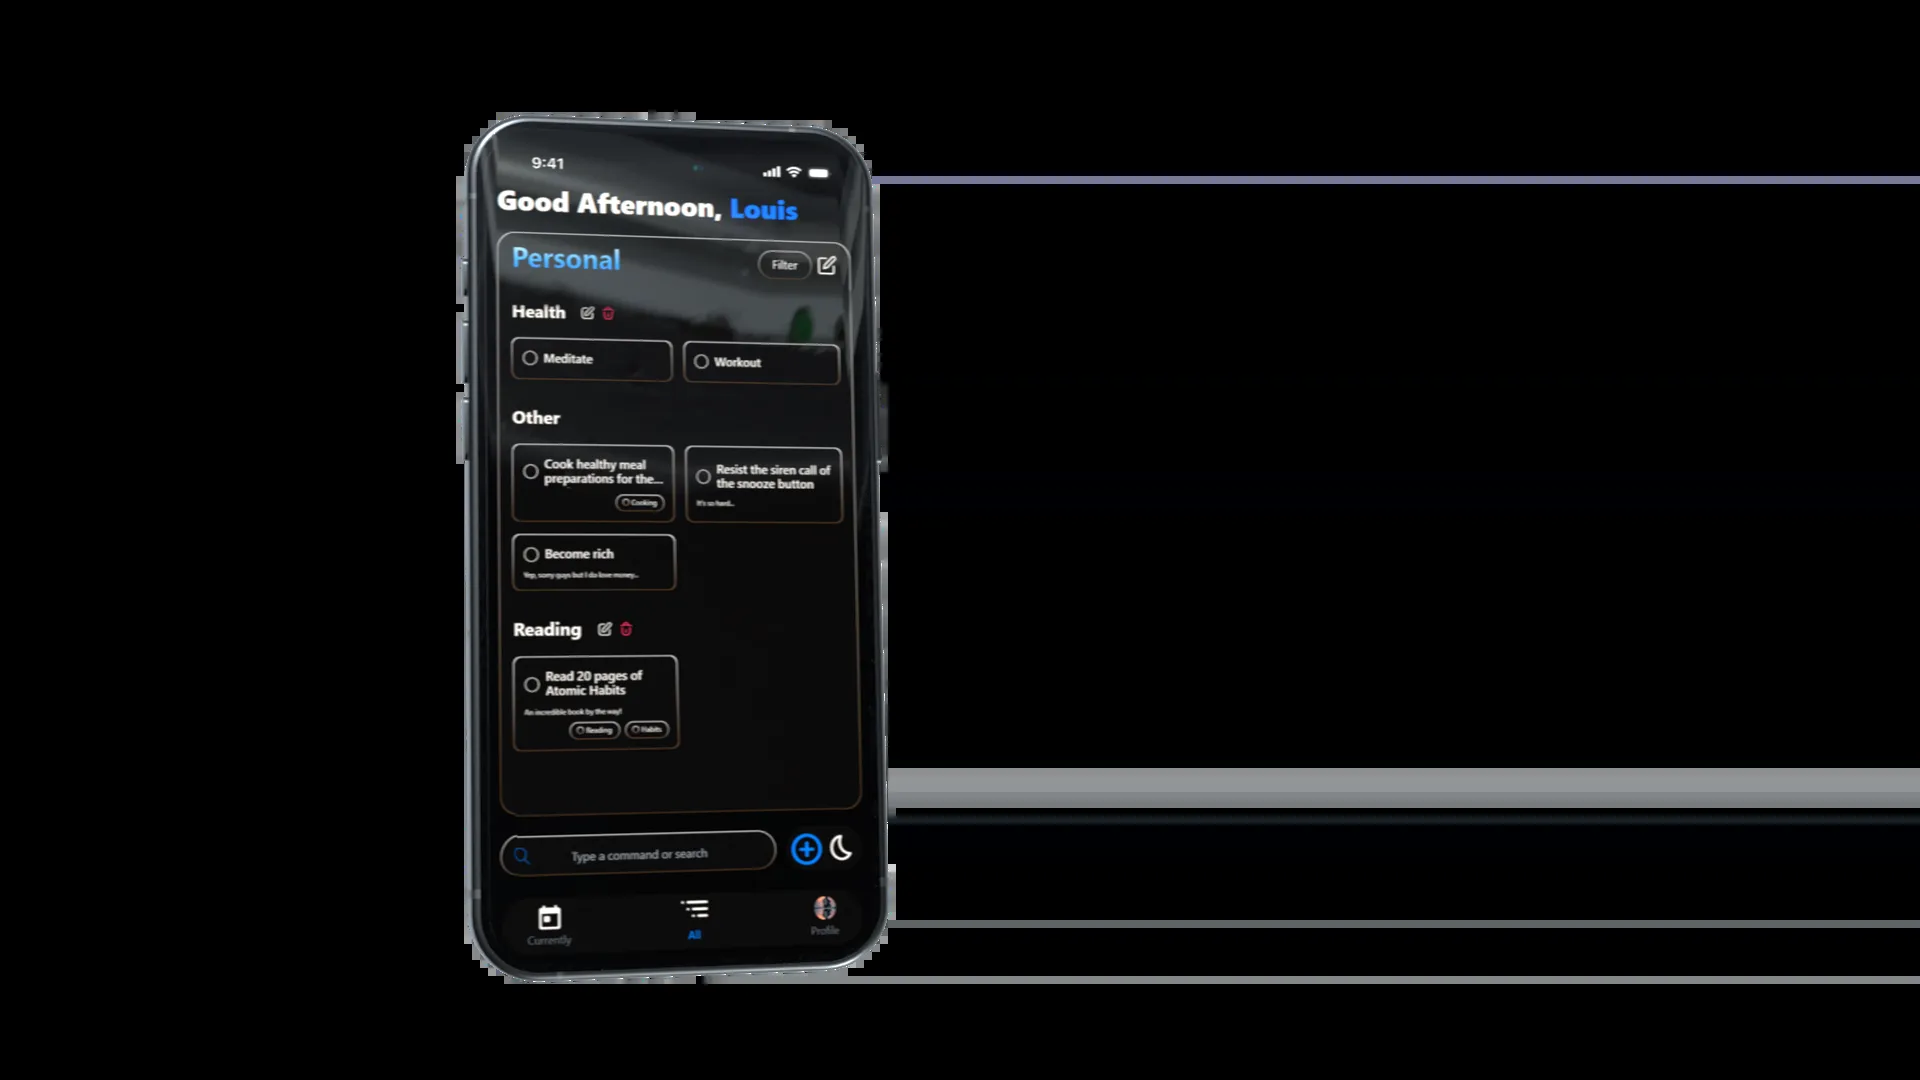 9:41
Good Afternoon, Louis
Personal
Filter
Health
Meditate
Workout
Other
Cook healthy meal
preparations for the...
Cooking
Resist the siren call of
the snooze button
It's so hard...
Become rich
Yep, sorry guys but I do love money...
Reading
Read 20 pages of
Atomic Habits
An incredible book by the way!
Reading
Habits
Type a command or search
Currently
All
Profile